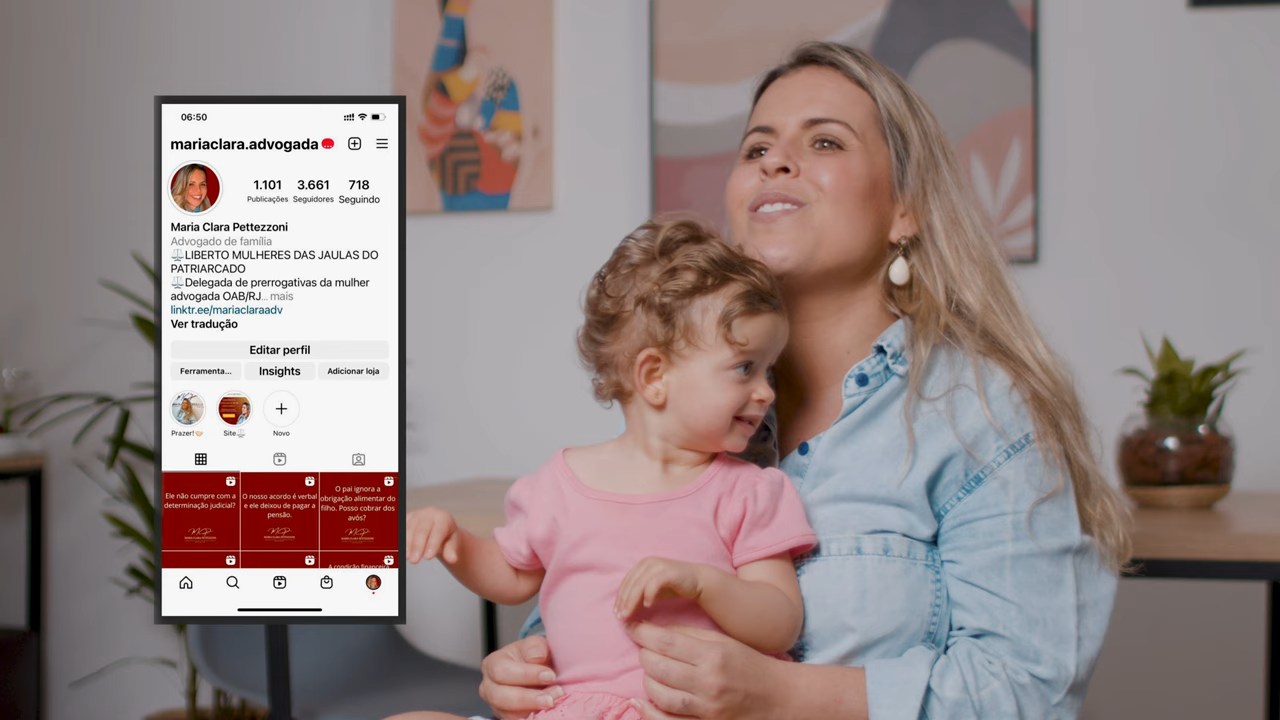 06:50
mariaclara.advogada
1.101 3.661 718
Publicações Seguidores Seguindo
Maria Clara Pettezzoni
Advogado de família
⚖️LIBERTO MULHERES DAS JAULAS DO
PATRIARCADO
⚖️Delegada de prerrogativas da mulher
advogada OAB/RJ... mais
linktr.ee/mariaclaraadv
Ver tradução
Editar perfil
Ferramenta... Insights Adicionar loja
Prazer!🤝🏻 Site⚖️ Novo
Ele não cumpre com a
determinação judicial?
O nosso acordo é verbal
e ele deixou de pagar a
pensão.
O pai ignora a
obrigação alimentar do
filho. Posso cobrar dos
avós?
A condição financeira